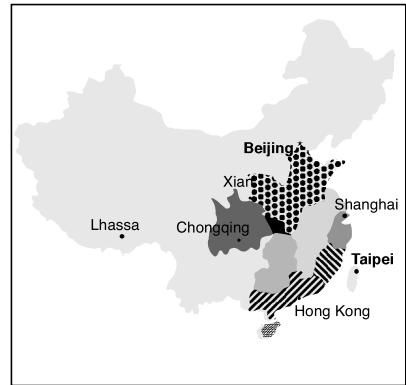 Beijing
Xian
Shanghai
Lhassa
Chongqing
Taipei
Hong Kong